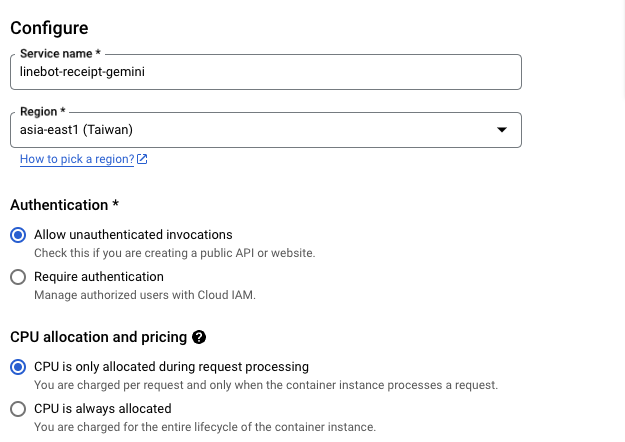 Configure
Service name *
linebot-receipt-gemini
Region *
asia-east1 (Taiwan)
How to pick a region?
Authentication *
Allow unauthenticated invocations
Check this if you are creating a public API or website.
Require authentication
Manage authorized users with Cloud IAM.
CPU allocation and pricing ?
CPU is only allocated during request processing
You are charged per request and only when the container instance processes a request.
CPU is always allocated
You are charged for the entire lifecycle of the container instance.